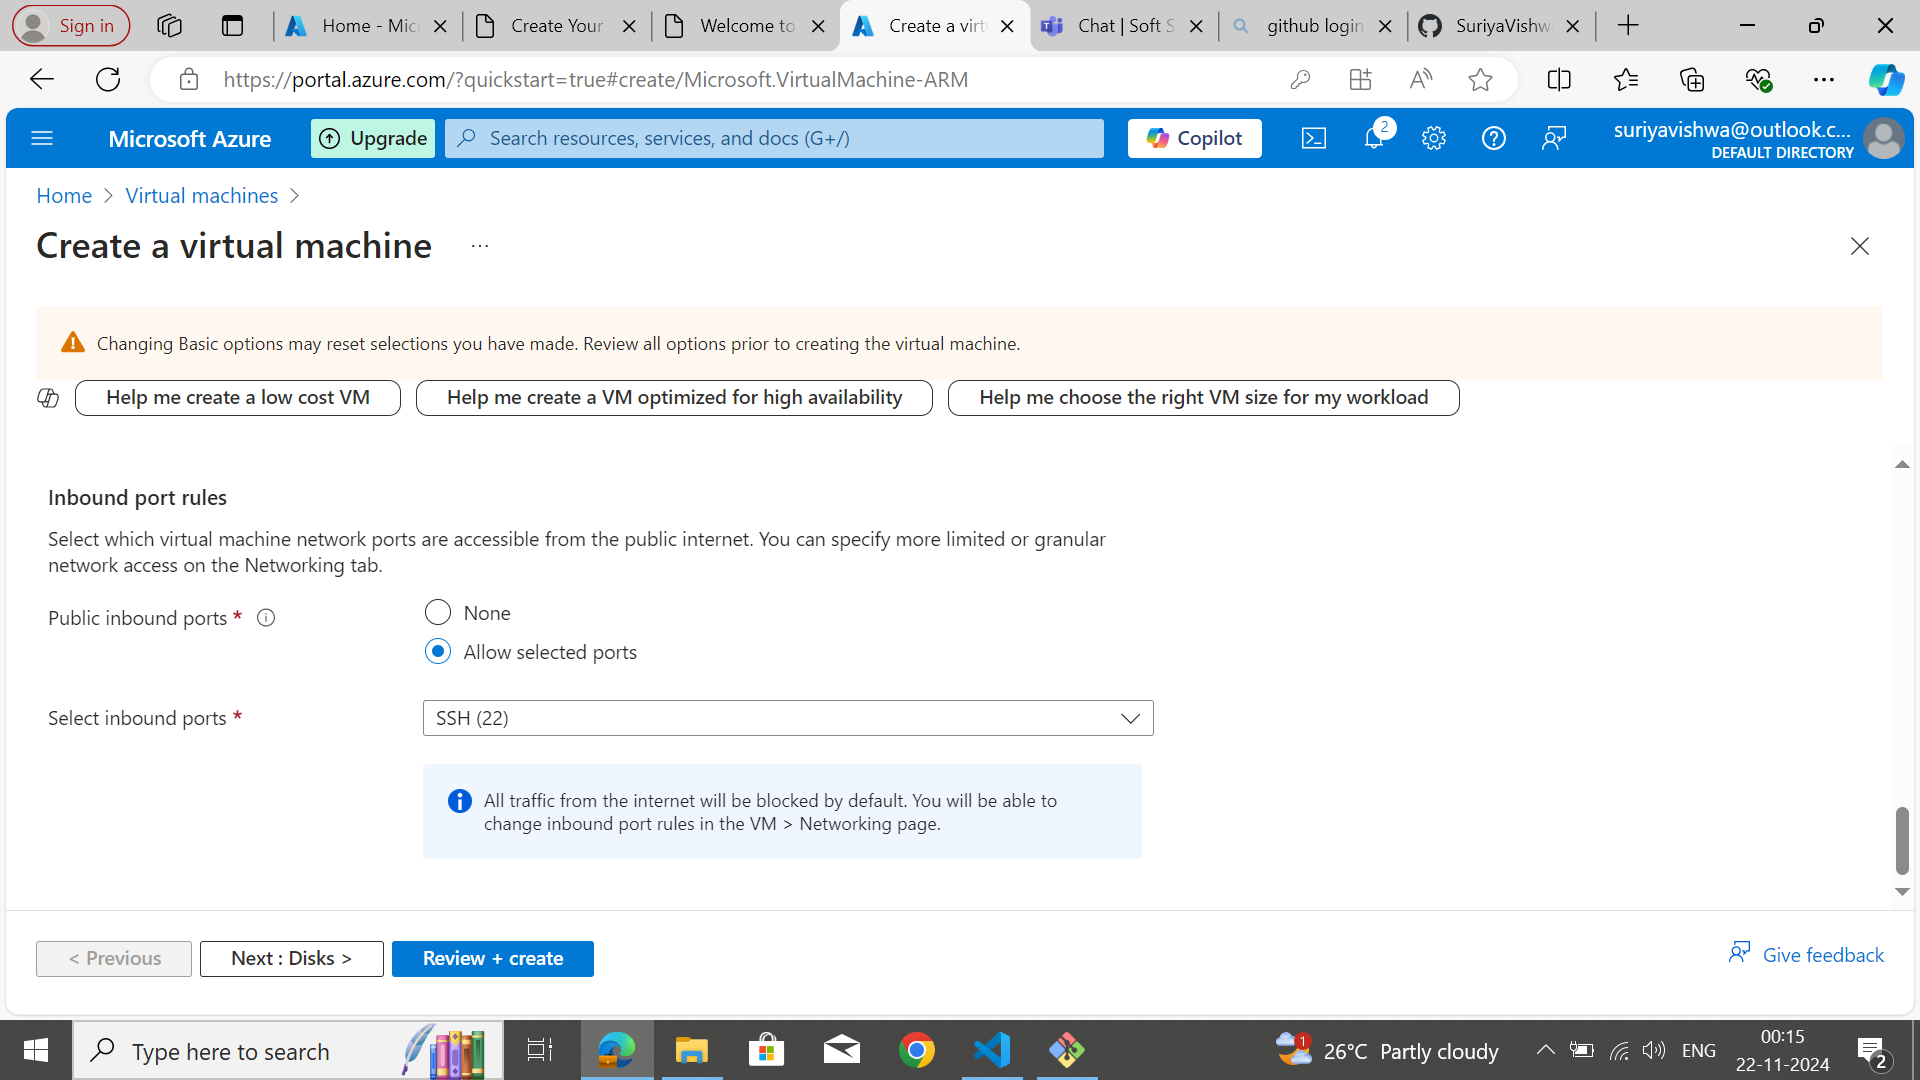 Sign in
Home - Mic
Create Your
Welcome to
Create a virt
Chat | Soft S
github login
SuriyaVishw
https://portal.azure.com/?quickstart=true#create/Microsoft.VirtualMachine-ARM
Microsoft Azure
Upgrade
Search resources, services, and docs (G+/)
Copilot
2
suriyavishwa@outlook.c...
DEFAULT DIRECTORY
Home > Virtual machines >
Create a virtual machine ...
Changing Basic options may reset selections you have made. Review all options prior to creating the virtual machine.
Help me create a low cost VM
Help me create a VM optimized for high availability
Help me choose the right VM size for my workload
Inbound port rules
Select which virtual machine network ports are accessible from the public internet. You can specify more limited or granular
network access on the Networking tab.
Public inbound ports *
None
Allow selected ports
Select inbound ports *
SSH (22)
All traffic from the internet will be blocked by default. You will be able to
change inbound port rules in the VM > Networking page.
< Previous
Next : Disks >
Review + create
Give feedback
Type here to search
1
26°C Partly cloudy
ENG
00:15
22-11-2024
2